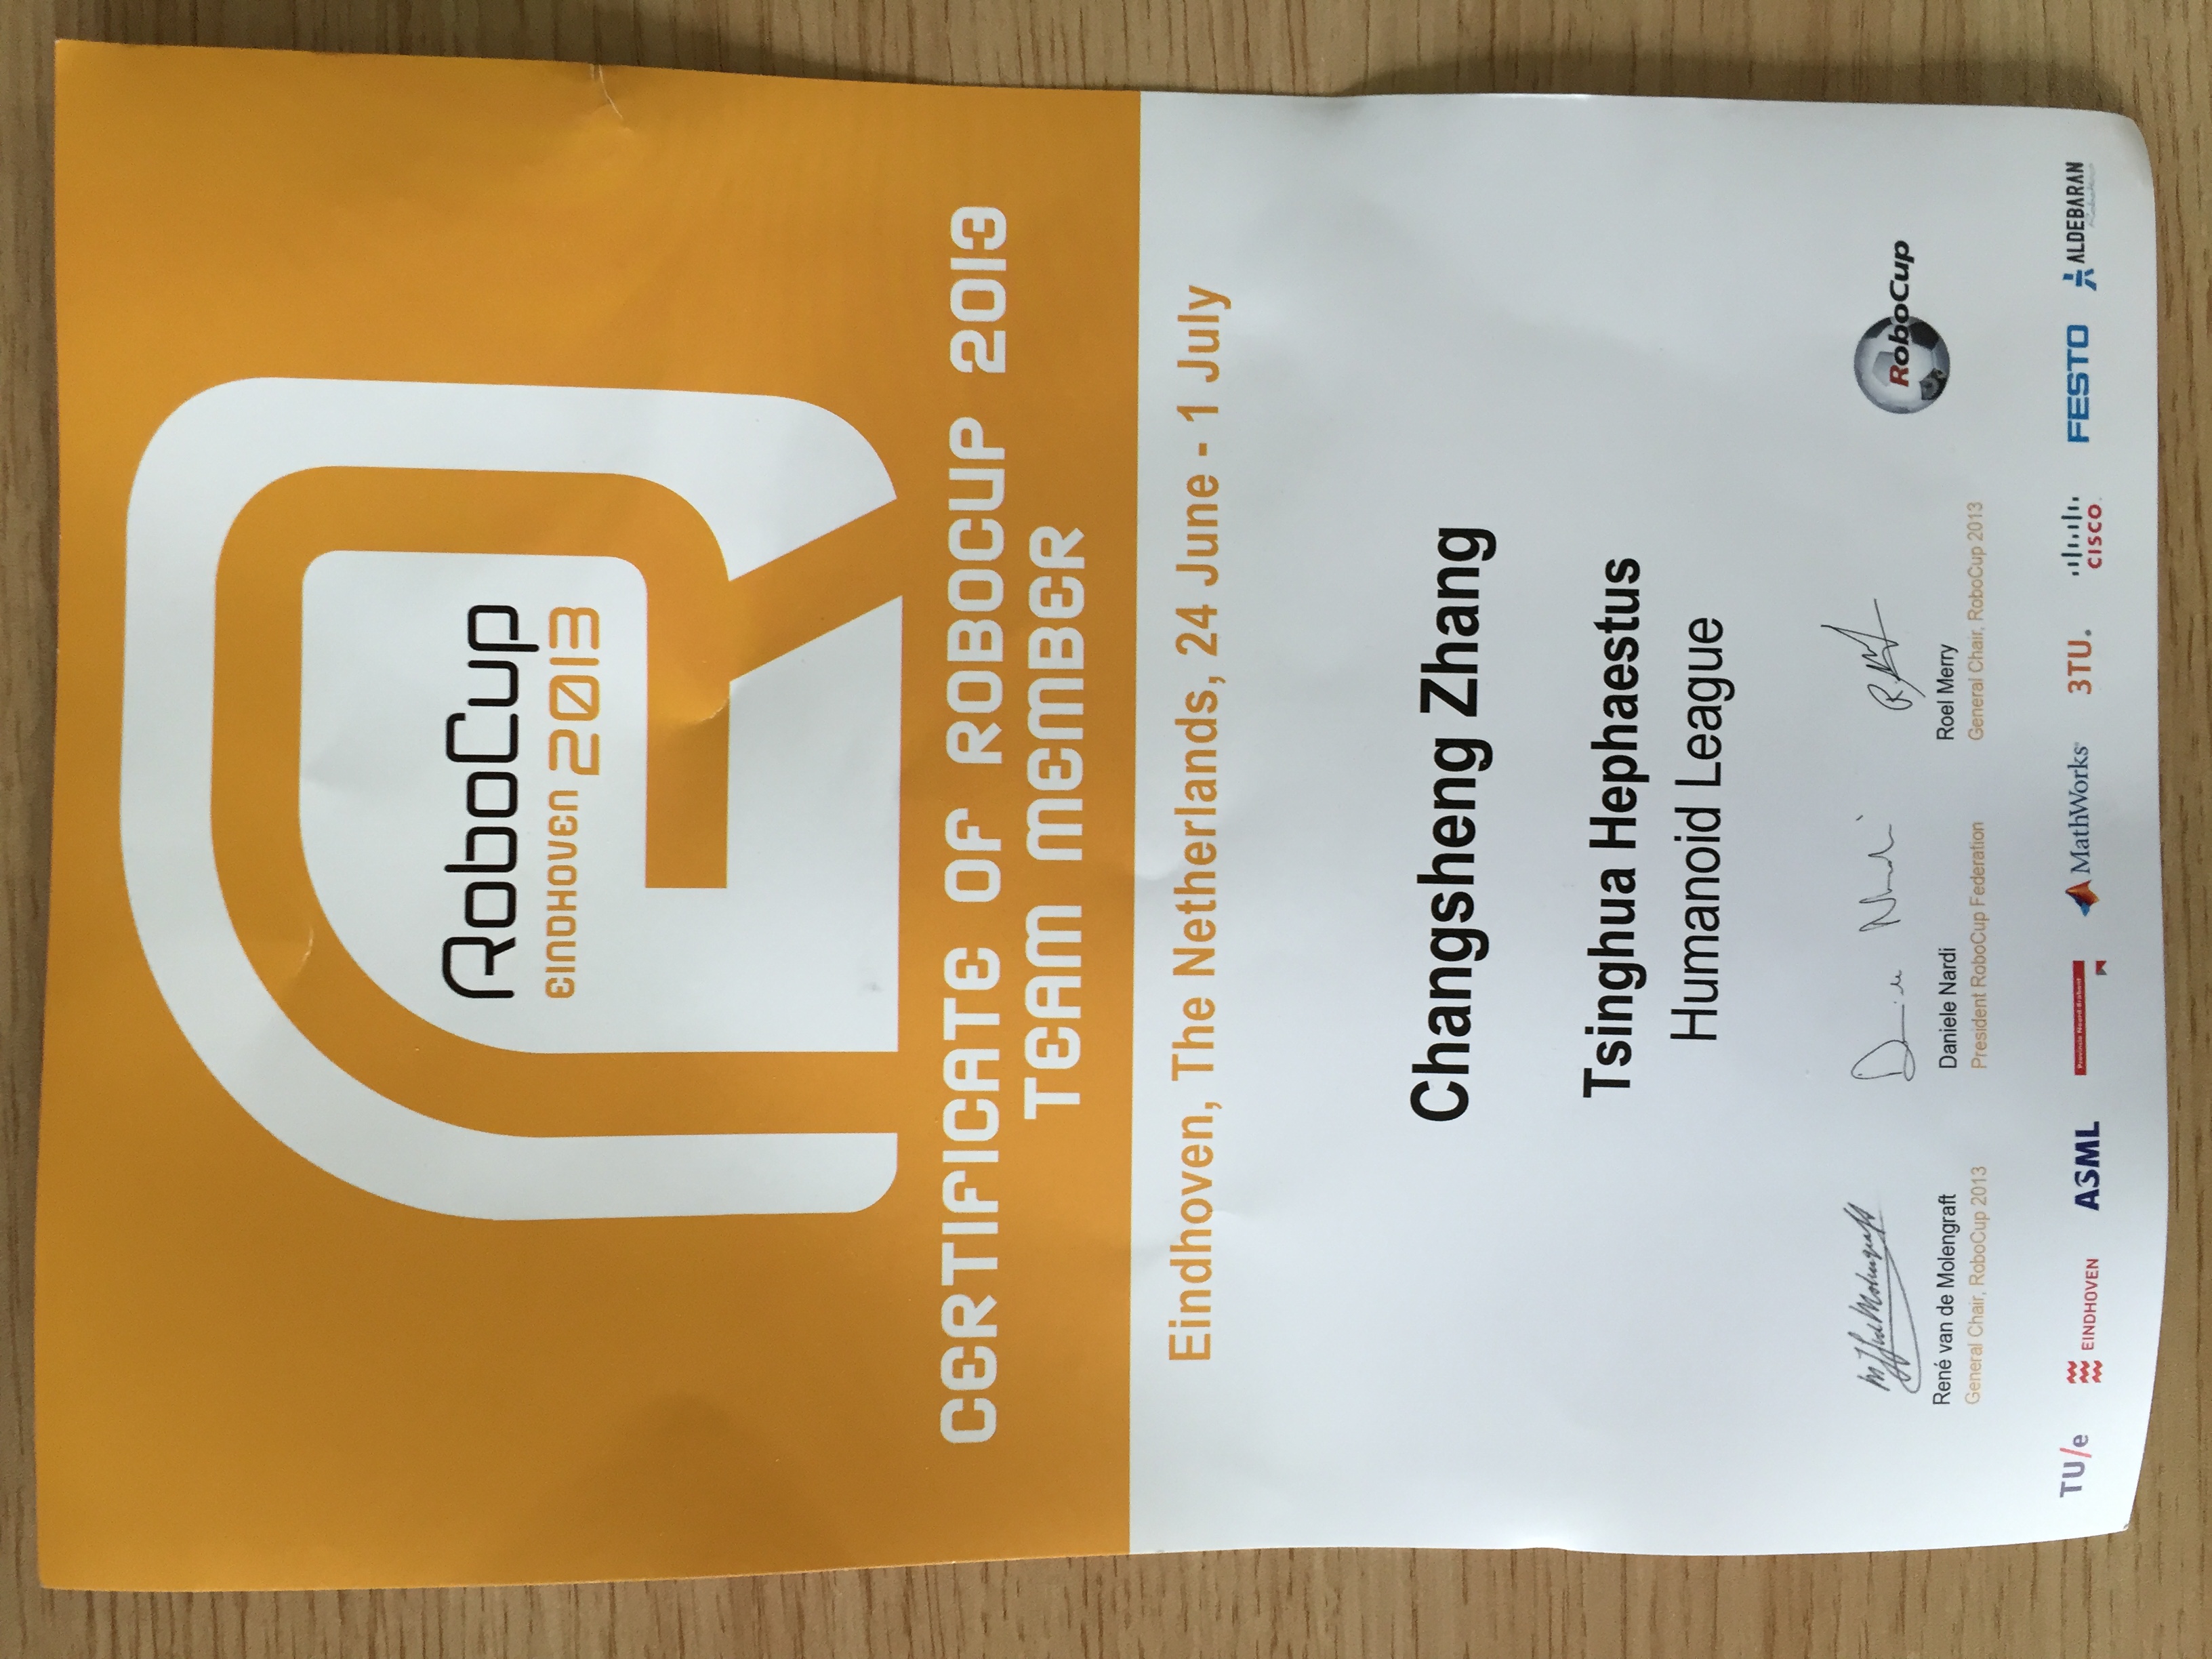 RoboCup
EINDHOVEN 2013
CERTIFICATE OF ROBOCUP 2013
TEAM MEMBER
Eindhoven, The Netherlands, 24 June - 1 July
Changsheng Zhang
Tsinghua Hephaestus
Humanoid League
RoboCup
René van de Molengraft
Daniele Nardi
Roel Merry
General Chair, RoboCup 2013
President RoboCup Federation
General Chair, RoboCup 2013
TU/e
EINDHOVEN
ASML
Provincie Noord-Brabant
MathWorks
3TU.
CISCO
FESTO
ALDEBARAN
Robotics